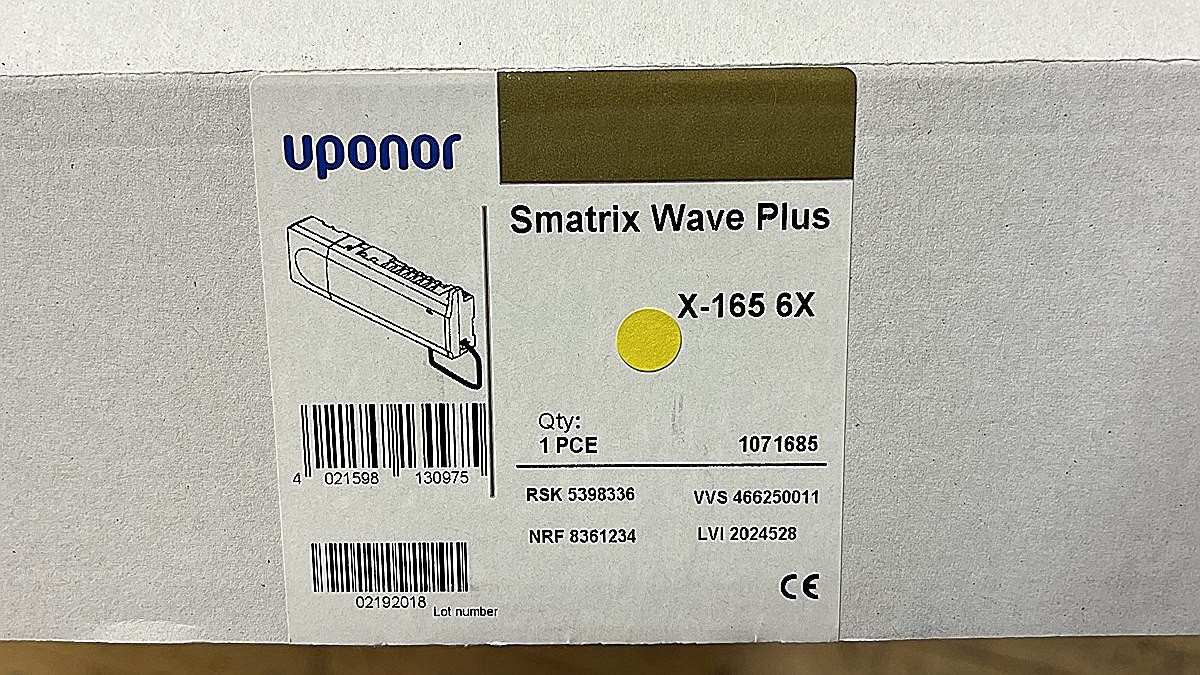 uponor
Smatrix Wave Plus
X-165 6X
Qty:
1 PCE
1071685
4 021598 130975
RSK 5398336
VVS 466250011
NRF 8361234
LVI 2024528
02192018
Lot number
CE